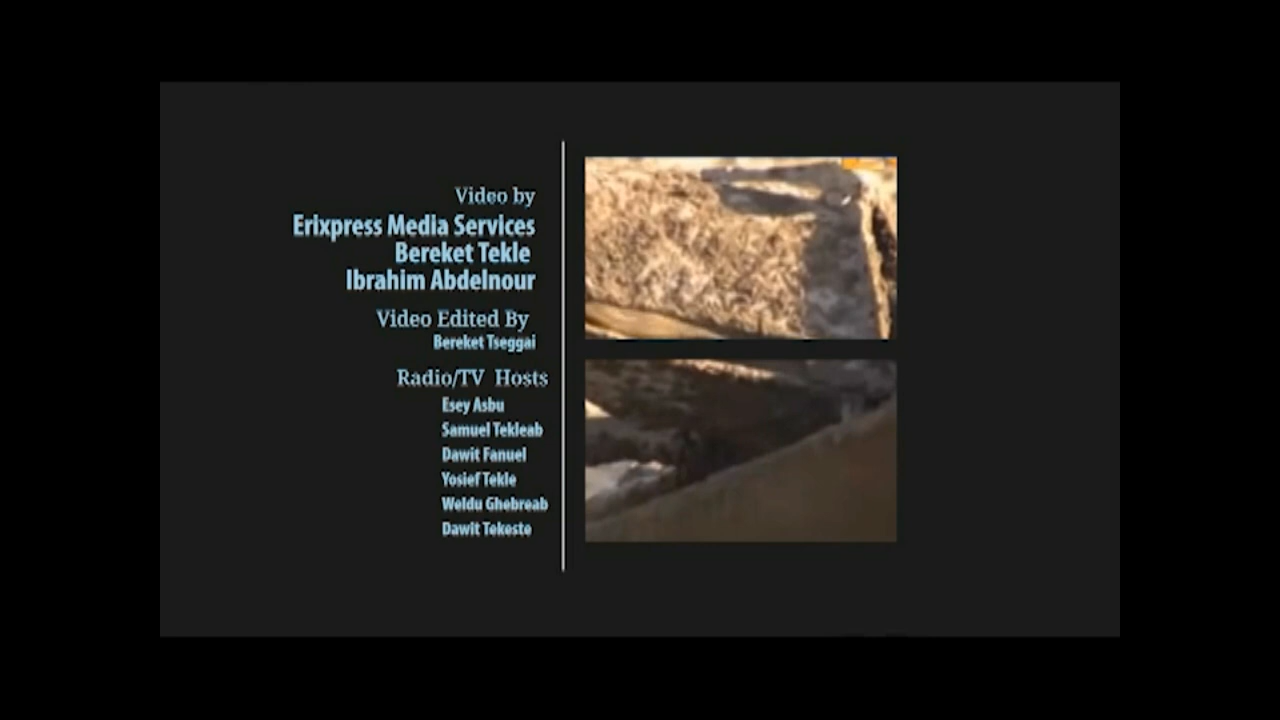 Video by
Erixpress Media Services
Bereket Tekle
Ibrahim Abdelnour
Video Edited By
Bereket Tseggai
Radio/TV Hosts
Esey Asbu
Samuel Tekleab
Dawit Fanuel
Yosief Tekle
Weldu Ghebreab
Dawit Tekeste